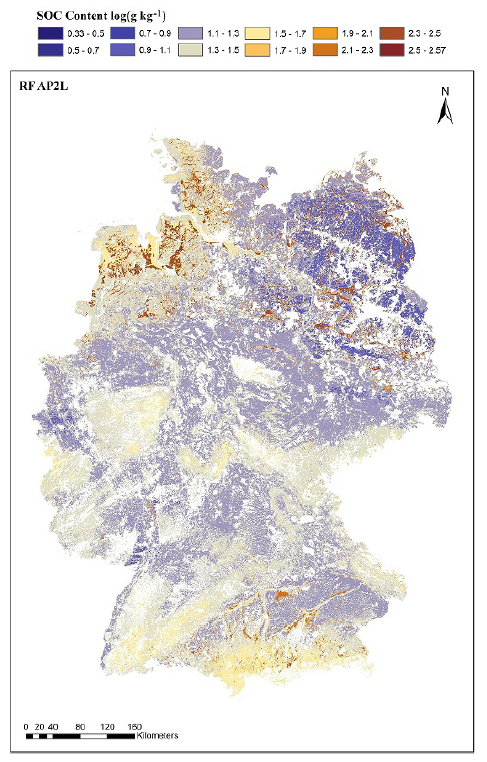 SOC Content log(g kg⁻¹)
0.33 - 0.5 0.7 - 0.9 1.1 - 1.3 1.5 - 1.7 1.9 - 2.1 2.3 - 2.5
0.5 - 0.7 0.9 - 1.1 1.3 - 1.5 1.7 - 1.9 2.1 - 2.3 2.5 - 2.57
RFAP2L
N
0 20 40 80 120 160
Kilometers